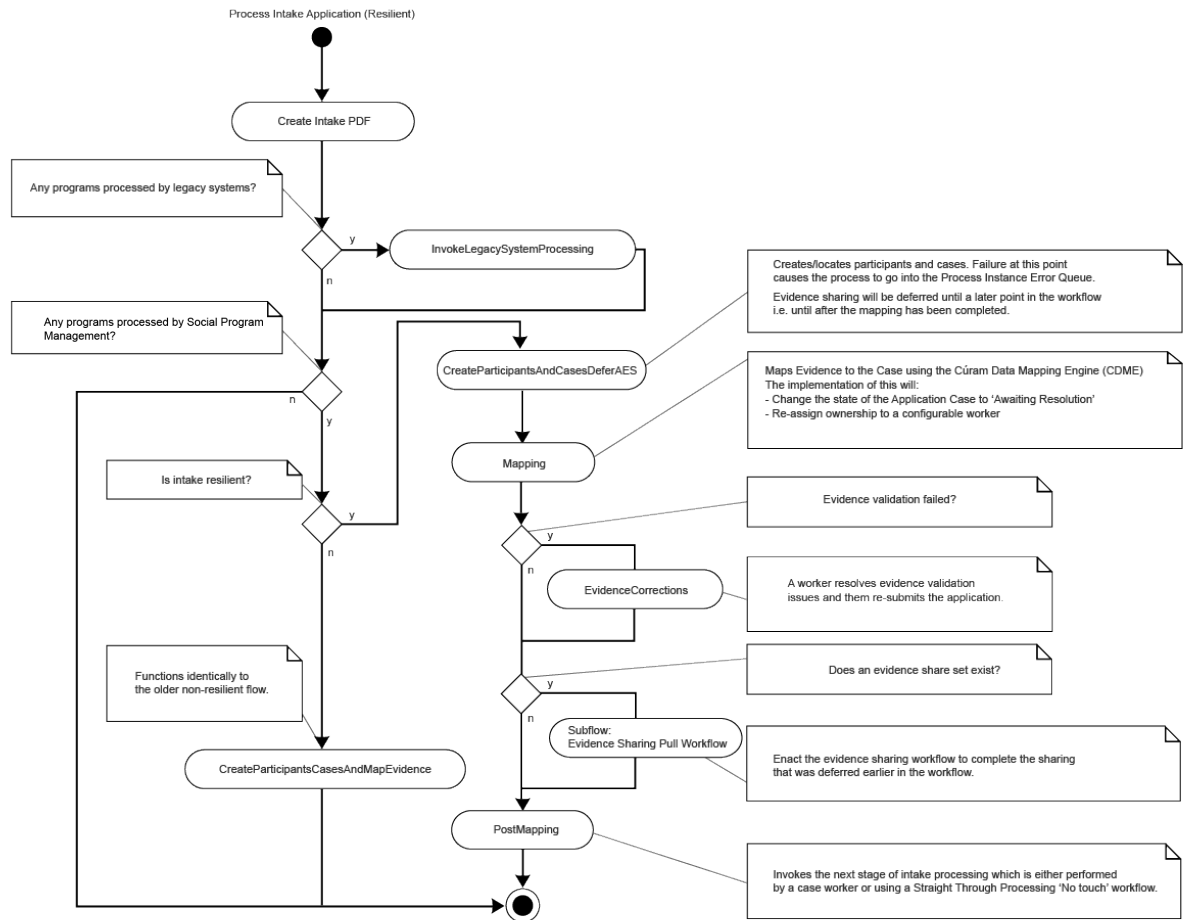 Process Intake Application (Resilient)
Create Intake PDF
Any programs processed by legacy systems?
y
InvokeLegacySystemProcessing
n
Creates/locates participants and cases. Failure at this point
causes the process to go into the Process Instance Error Queue.
Evidence sharing will be deferred until a later point in the workflow
i.e. until after the mapping has been completed.
Any programs processed by Social Program
Management?
n
y
CreateParticipantsAndCasesDeferAES
Maps Evidence to the Case using the Cúram Data Mapping Engine (CDME)
The implementation of this will:
- Change the state of the Application Case to ‘Awaiting Resolution’
- Re-assign ownership to a configurable worker
Mapping
Is intake resilient?
y
n
Evidence validation failed?
y
n
EvidenceCorrections
A worker resolves evidence validation
issues and them re-submits the application.
Does an evidence share set exist?
y
n
Functions identically to
the older non-resilient flow.
Subflow:
Evidence Sharing Pull Workflow
Enact the evidence sharing workflow to complete the sharing
that was deferred earlier in the workflow.
CreateParticipantsCasesAndMapEvidence
PostMapping
Invokes the next stage of intake processing which is either performed
by a case worker or using a Straight Through Processing ‘No touch’ workflow.